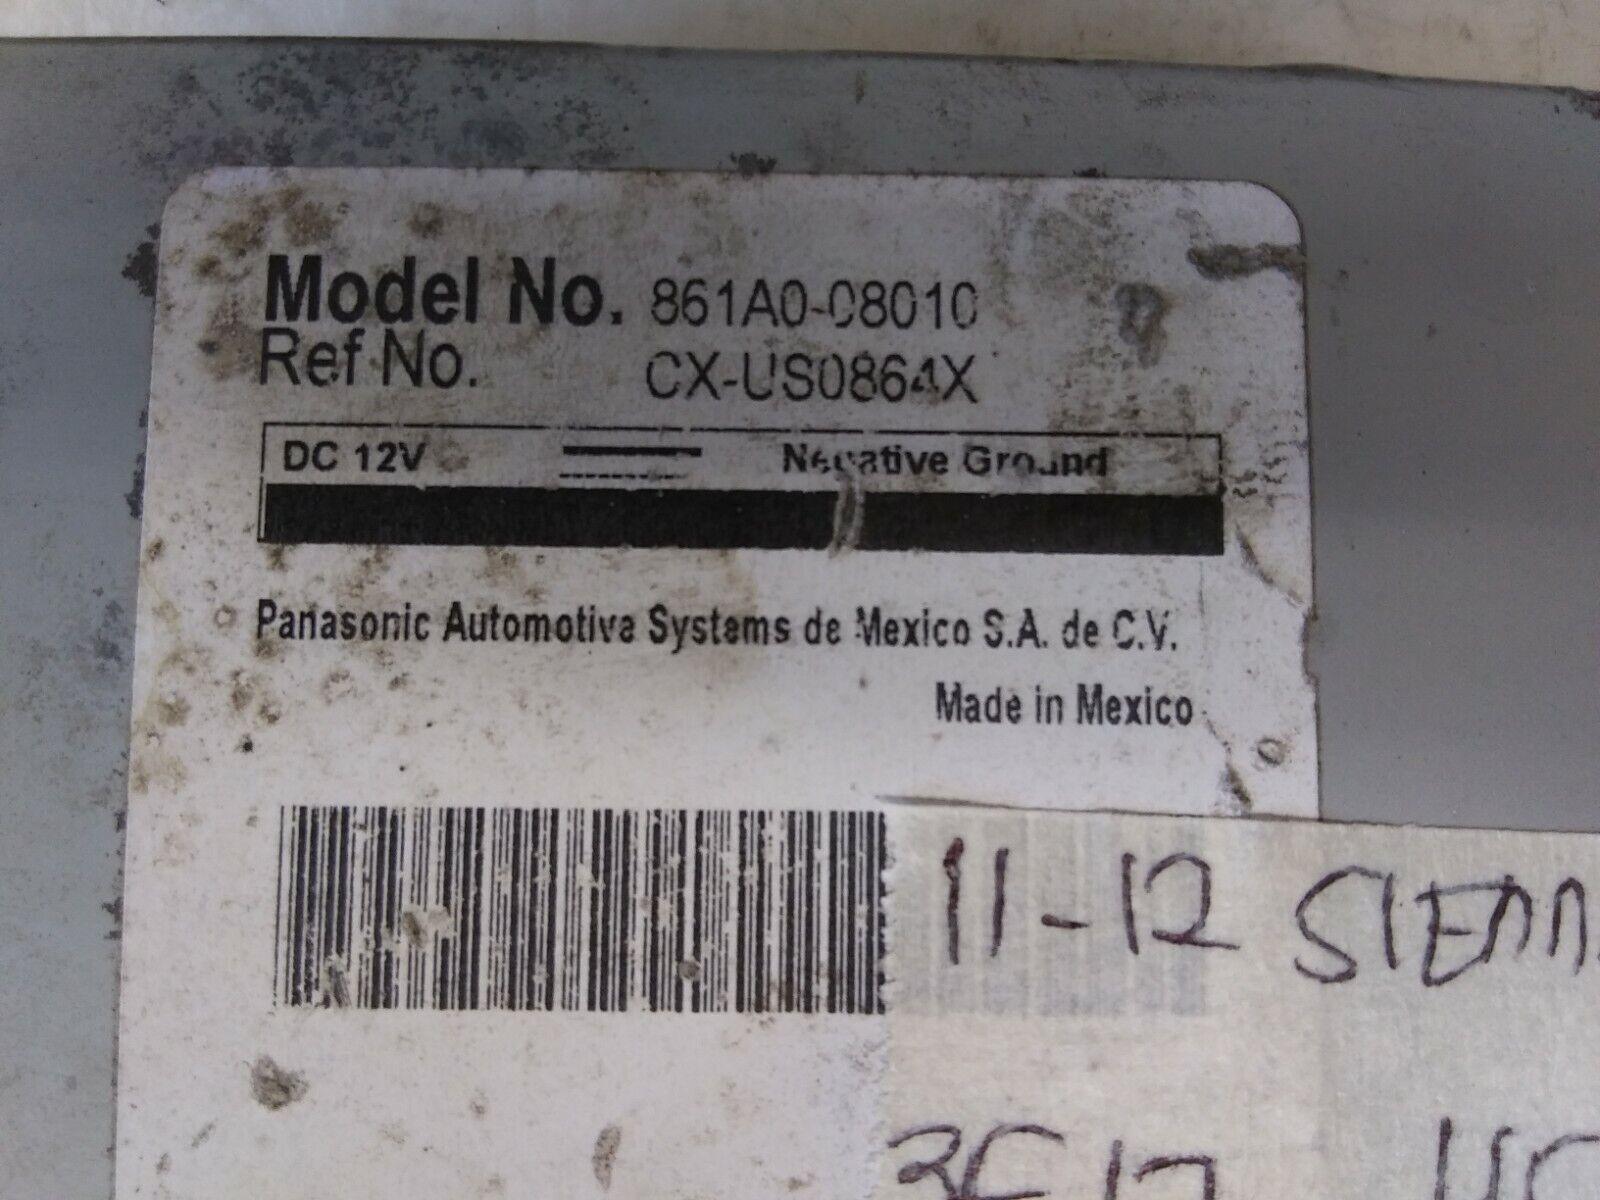 Model No. 861A0-08010
Ref No. CX-US0864X
DC 12V Negative Ground
Panasonic Automotive Systems de Mexico S.A. de C.V.
Made in Mexico
11-12